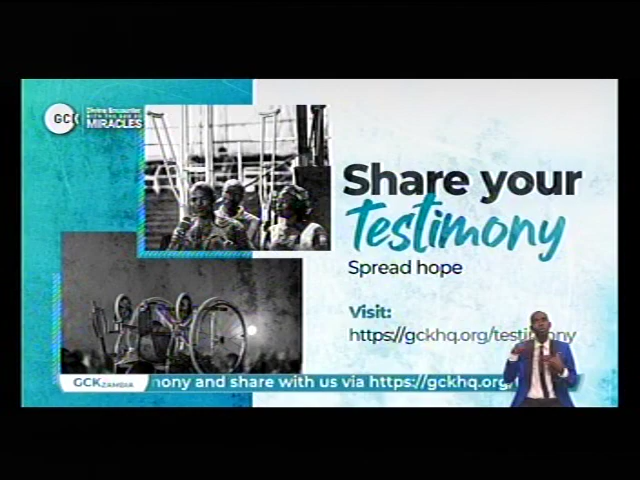 GCK
Divine Encounter
WITH THE GOD OF
MIRACLES
Share your
testimony
Spread hope
Visit:
https://gckhq.org/testimony
GCK ZAMBIA
nony and share with us via https://gckhq.org/